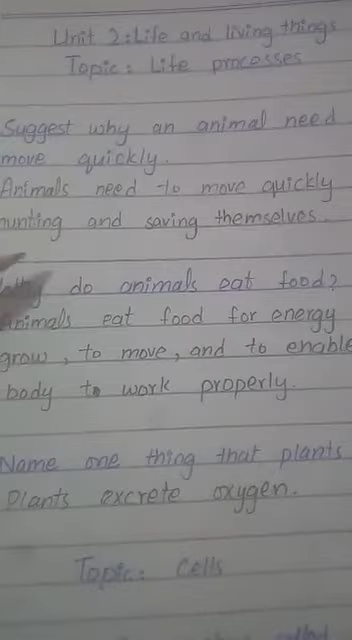 Unit 2: Life and living things
Topic: Life processes
Suggest why an animal need
move quickly.
Animals need to move quickly
hunting and saving themselves.
do animals eat food?
animals eat food for energy
grow, to move, and to enable
body to work properly.
Name one thing that plants
Plants excrete oxygen.
Topic: Cells